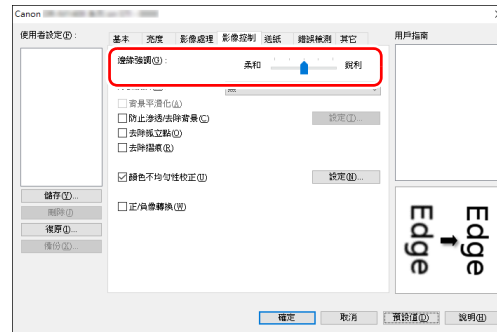 Canon
使用者設定(F):
基本 亮度 影像處理 影像控制 送紙 錯誤檢測 其它
用戶指南
邊緣強調(G):
柔和 銳利
背景平滑化(A)
防止滲透/去除背景(C)
設定(T)...
去除孤立點(O)
去除摺痕(R)
顏色不均勻性校正(U)
設定(N)...
正/負像轉換(W)
儲存(V)...
刪除(I)
復原(J)...
備份(X)...
Edge
Edge
確定 取消 預設值(D) 說明(H)